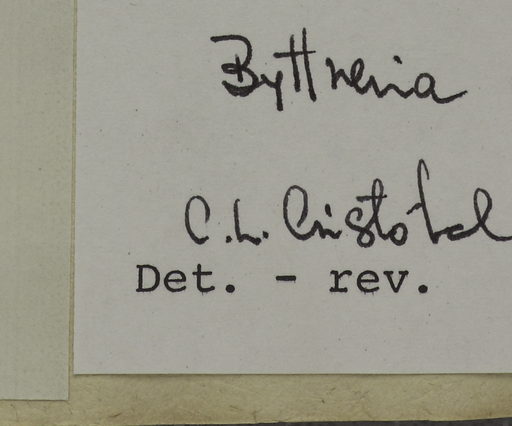 Byttneria
C. L. Cristóbal
Det. - rev.